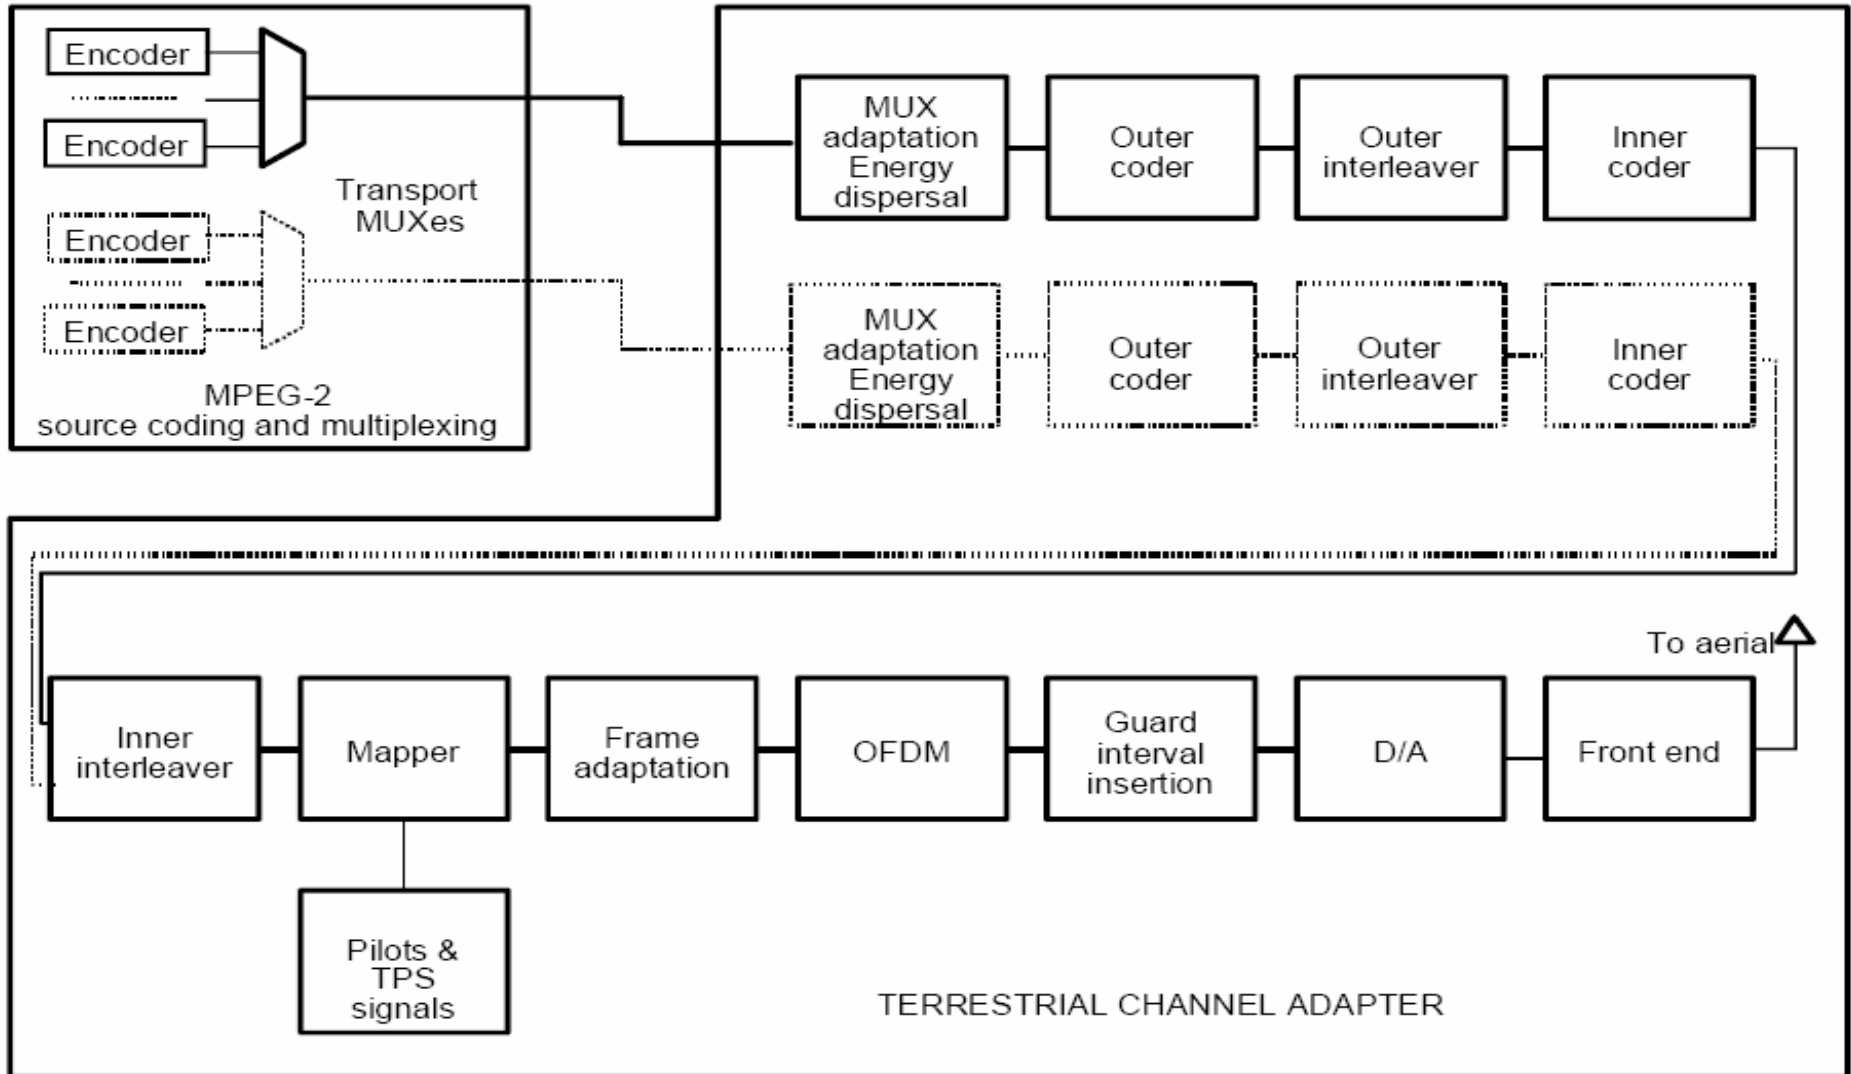 Encoder
Encoder
Transport
MUXes
Encoder
Encoder
MPEG-2
source coding and multiplexing
MUX
adaptation
Energy
dispersal
Outer
coder
Outer
interleaver
Inner
coder
MUX
adaptation
Energy
dispersal
Outer
coder
Outer
interleaver
Inner
coder
To aerial
Inner
interleaver
Mapper
Frame
adaptation
OFDM
Guard
interval
insertion
D/A
Front end
Pilots &
TPS
signals
TERRESTRIAL CHANNEL ADAPTER